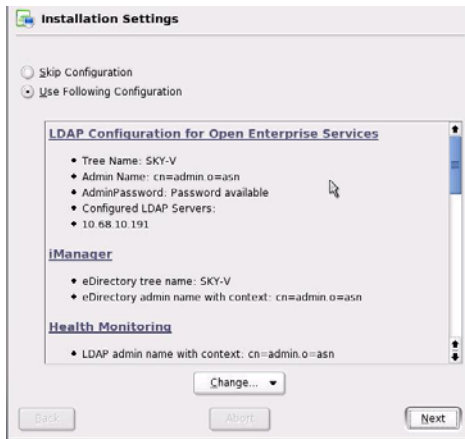 Installation Settings
Skip Configuration
Use Following Configuration
LDAP Configuration for Open Enterprise Services
• Tree Name: SKY-V
• Admin Name: cn=admin.o=asn
• AdminPassword: Password available
• Configured LDAP Servers:
• 10.68.10.191
iManager
• eDirectory tree name: SKY-V
• eDirectory admin name with context: cn=admin.o=asn
Health Monitoring
• LDAP admin name with context: cn=admin.o=asn
Change...
Back
Abort
Next